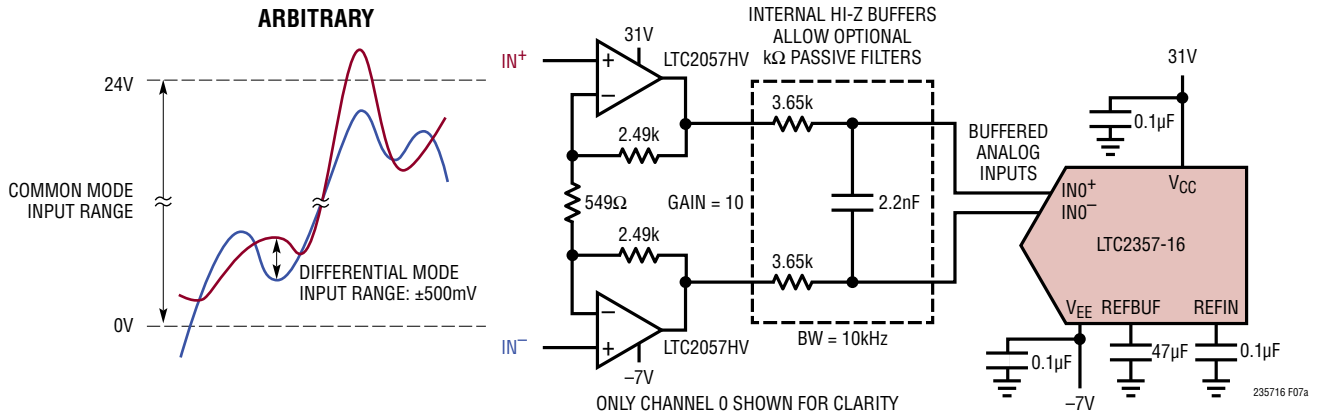 ARBITRARY
24V
COMMON MODE
INPUT RANGE
DIFFERENTIAL MODE
INPUT RANGE: ±500mV
0V
IN+
31V
LTC2057HV
+
–
2.49k
549Ω
GAIN = 10
2.49k
–
+
LTC2057HV
IN–
–7V
INTERNAL HI-Z BUFFERS
ALLOW OPTIONAL
kΩ PASSIVE FILTERS
3.65k
2.2nF
3.65k
BW = 10kHz
BUFFERED
ANALOG
INPUTS
31V
0.1µF
VCC
IN0+
IN0–
LTC2357-16
VEE REFBUF REFIN
0.1µF
47µF
0.1µF
–7V
ONLY CHANNEL 0 SHOWN FOR CLARITY
235716 F07a